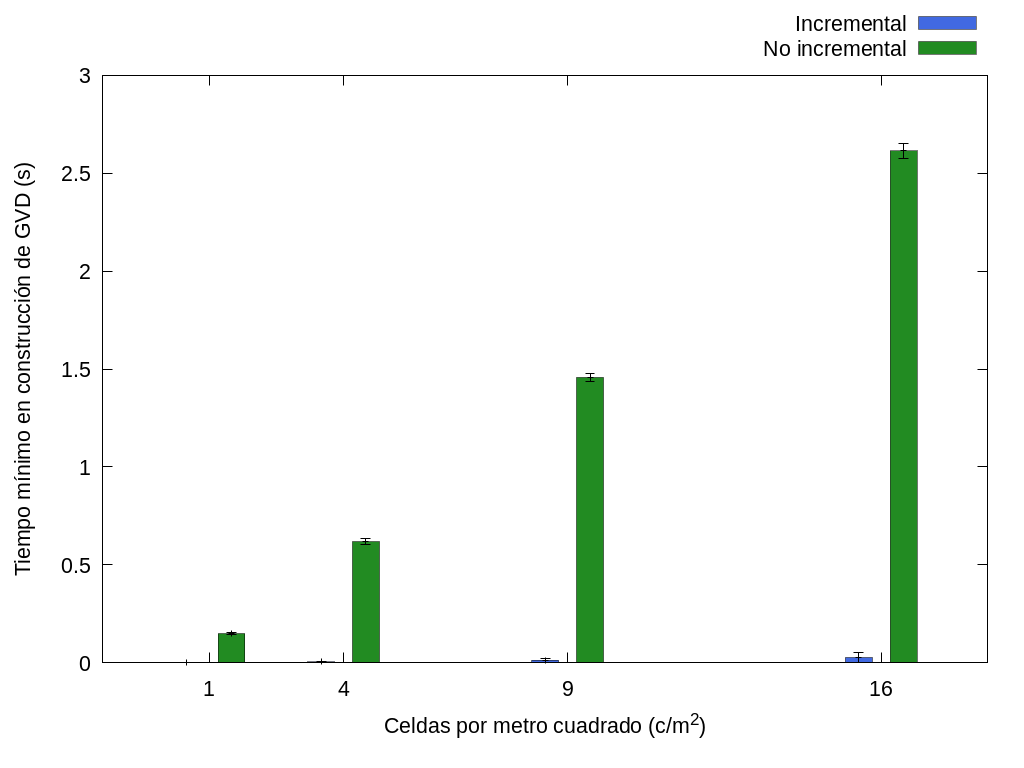 Incremental
No incremental
3
2.5
2
1.5
1
0.5
0
Tiempo mínimo en construcción de GVD (s)
1 4 9 16
Celdas por metro cuadrado (c/m²)